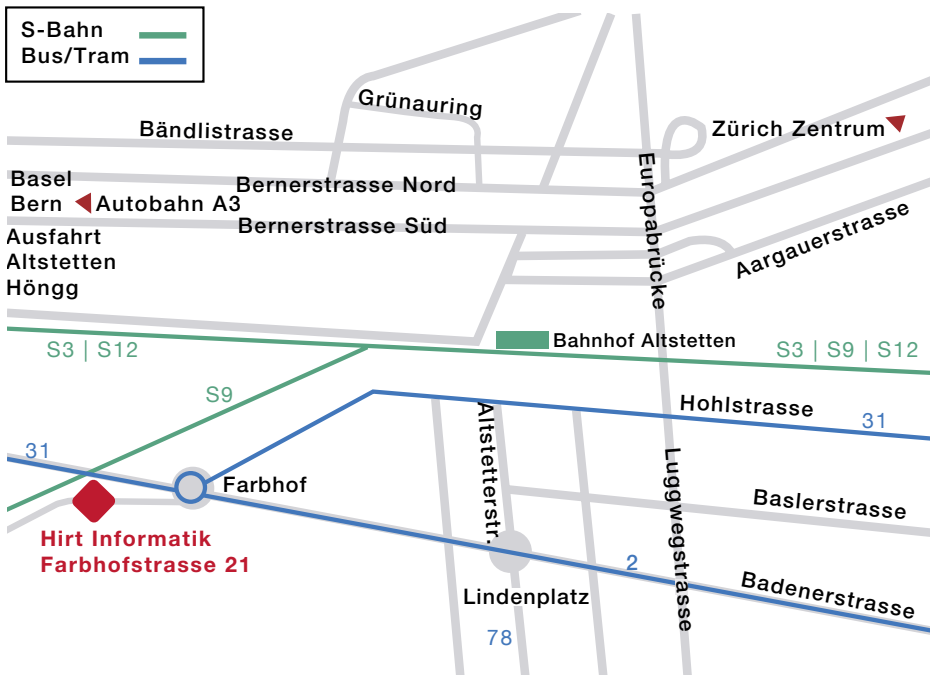 S-Bahn
Bus/Tram
Grünauring
Bändlistrasse
Zürich Zentrum
Basel
Bern
Autobahn A3
Bernerstrasse Nord
Bernerstrasse Süd
Ausfahrt
Altstetten
Höngg
Europabrücke
Aargauerstrasse
S3 | S12
Bahnhof Altstetten
S3 | S9 | S12
S9
Hohlstrasse
31
31
Altstetterstr.
Luggwegstrasse
Farbhof
Baslerstrasse
Hirt Informatik
Farbhofstrasse 21
2
Badenerstrasse
Lindenplatz
78